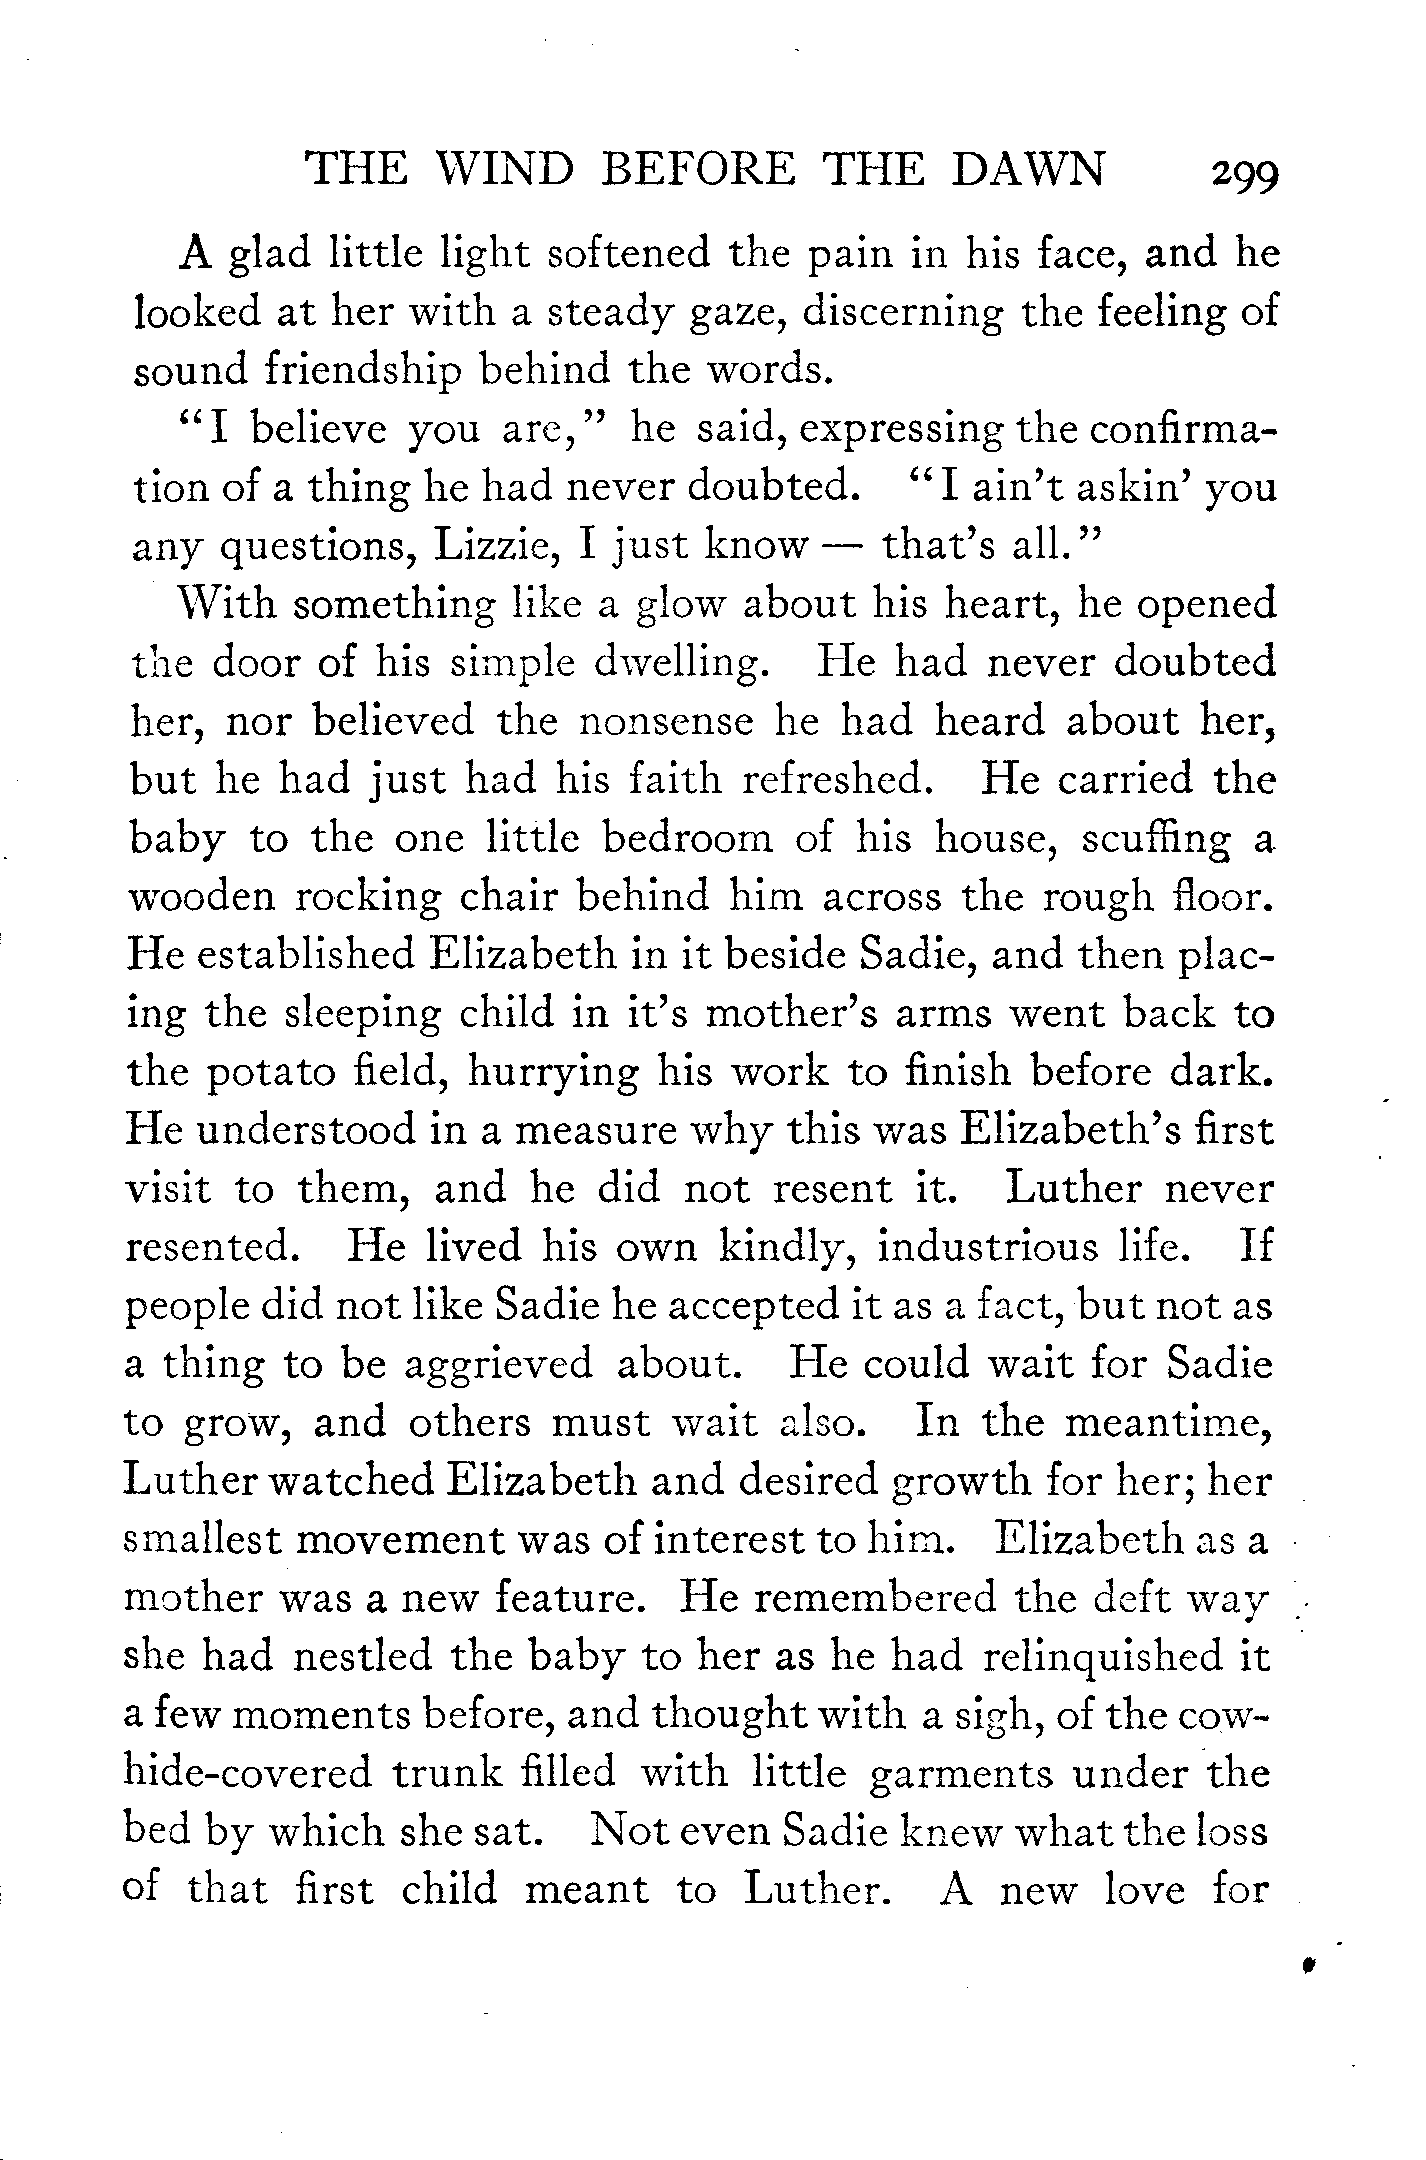 THE WIND BEFORE THE DAWN 299
A glad little light softened the pain in his face, and he
looked at her with a steady gaze, discerning the feeling of
sound friendship behind the words.
“I believe you are,” he said, expressing the confirma-
tion of a thing he had never doubted. “I ain’t askin’ you
any questions, Lizzie, I just know — that’s all.”
With something like a glow about his heart, he opened
the door of his simple dwelling. He had never doubted
her, nor believed the nonsense he had heard about her,
but he had just had his faith refreshed. He carried the
baby to the one little bedroom of his house, scuffing a
wooden rocking chair behind him across the rough floor.
He established Elizabeth in it beside Sadie, and then plac-
ing the sleeping child in it’s mother’s arms went back to
the potato field, hurrying his work to finish before dark.
He understood in a measure why this was Elizabeth’s first
visit to them, and he did not resent it. Luther never
resented. He lived his own kindly, industrious life. If
people did not like Sadie he accepted it as a fact, but not as
a thing to be aggrieved about. He could wait for Sadie
to grow, and others must wait also. In the meantime,
Luther watched Elizabeth and desired growth for her; her
smallest movement was of interest to him. Elizabeth as a
mother was a new feature. He remembered the deft way
she had nestled the baby to her as he had relinquished it
a few moments before, and thought with a sigh, of the cow-
hide-covered trunk filled with little garments under the
bed by which she sat. Not even Sadie knew what the loss
of that first child meant to Luther. A new love for